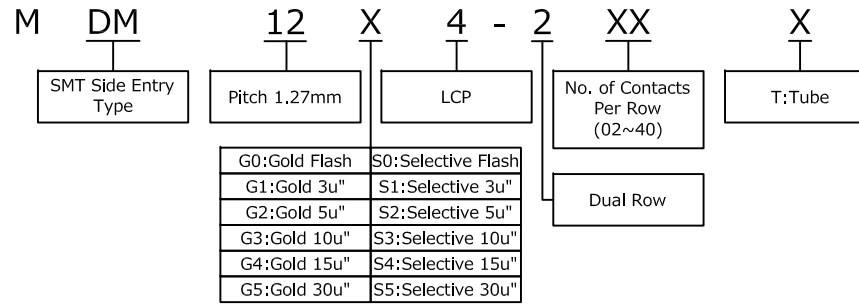 M DM 12 X 4 - 2 XX X
SMT Side Entry
Type
Pitch 1.27mm
LCP
No. of Contacts
Per Row
(02~40)
T:Tube
G0:Gold Flash S0:Selective Flash
G1:Gold 3u" S1:Selective 3u"
G2:Gold 5u" S2:Selective 5u"
G3:Gold 10u" S3:Selective 10u"
G4:Gold 15u" S4:Selective 15u"
G5:Gold 30u" S5:Selective 30u"
Dual Row